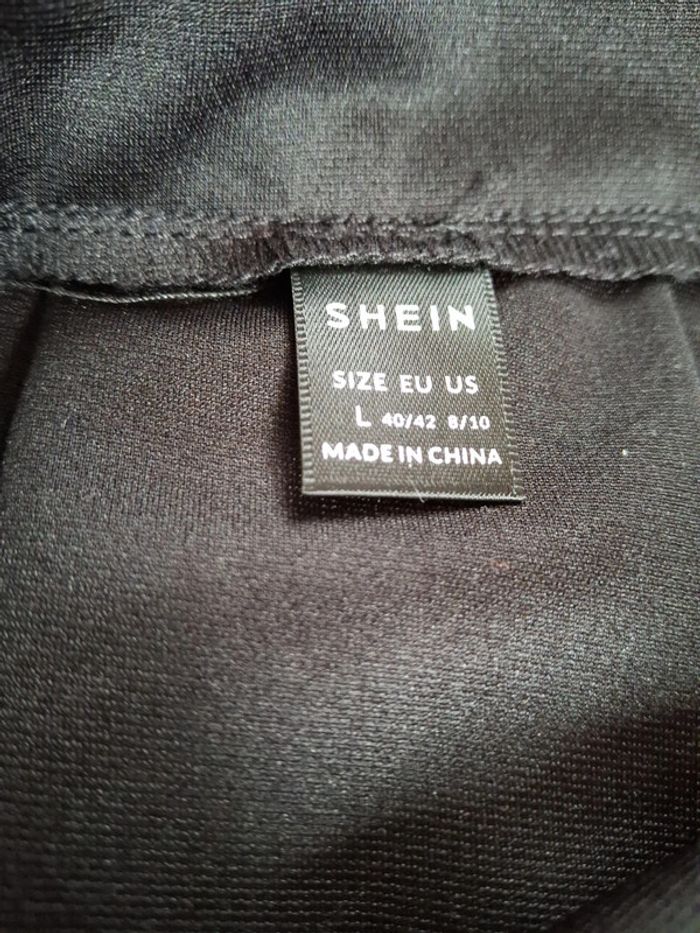 SHEIN
SIZE EU US
L 40/42 8/10
MADE IN CHINA